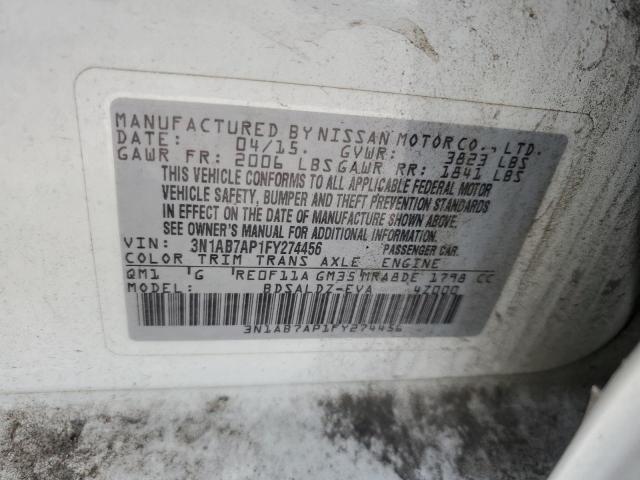 MANUFACTURED BY NISSAN MOTOR CO., LTD.
DATE: 04/15. GVWR: 3823 LBS
GAWR FR: 2006 LBS GAWR RR: 1841 LBS
THIS VEHICLE CONFORMS TO ALL APPLICABLE FEDERAL MOTOR
VEHICLE SAFETY, BUMPER AND THEFT PREVENTION STANDARDS
IN EFFECT ON THE DATE OF MANUFACTURE SHOWN ABOVE.
SEE OWNER'S MANUAL FOR ADDITIONAL INFORMATION
VIN: 3N1AB7AP1FY274456 PASSENGER CAR.
COLOR TRIM TRANS AXLE ENGINE
QM1 G RE0F11A GM35 MRA8DE 1798 CC
MODEL: BDSALDZ-EVA 4Z000
3N1AB7AP1FY274456